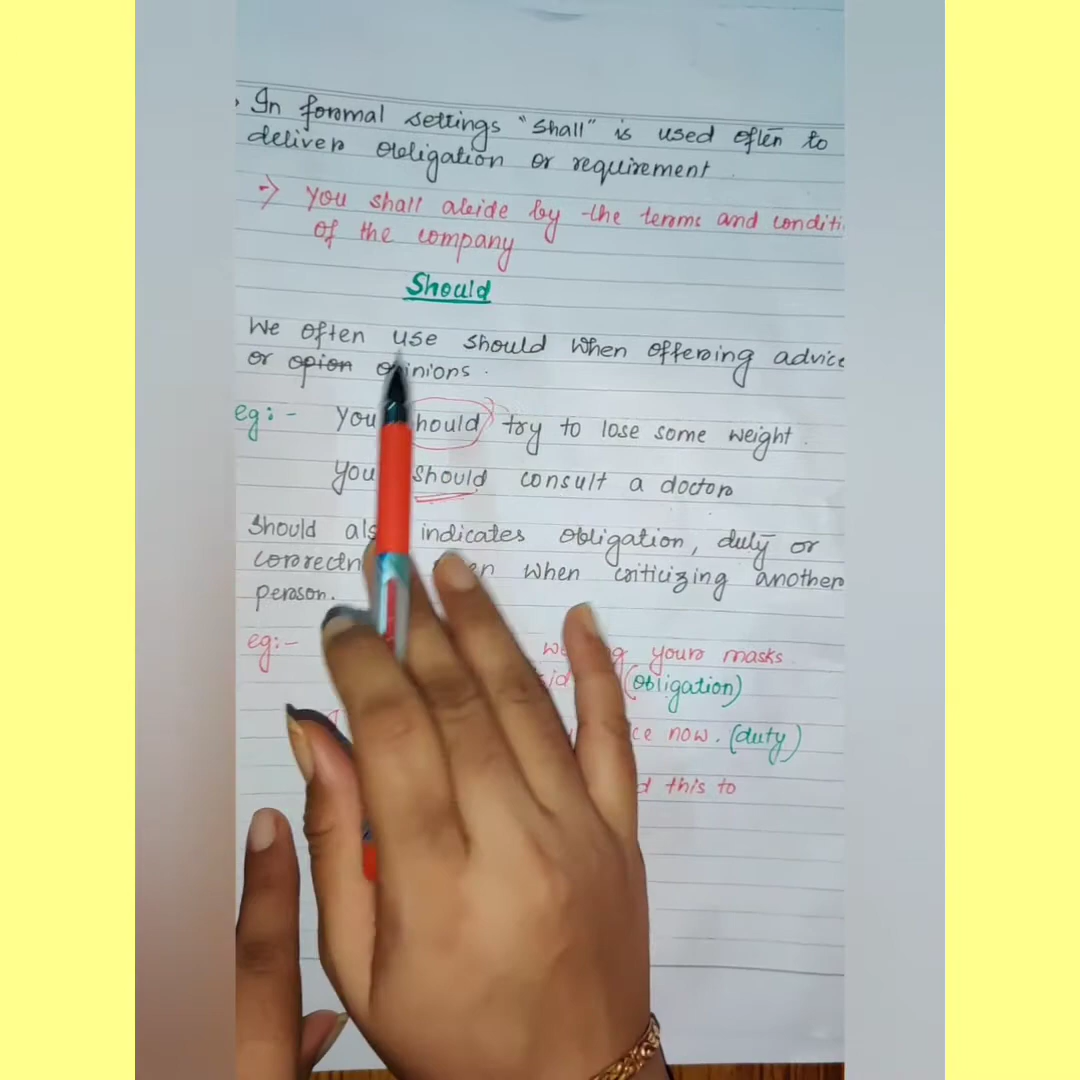 In formal settings "Shall" is used often to
deliver obligation or requirement
→ You shall abide by the terms and conditi
of the company
Should
We often use should when offering advice
or opion opinions.
eg:- You should try to lose some weight.
You should consult a doctor
Should also indicates obligation, duty or
when criticizing another
person.
eg:- your masks
(obligation)
now. (duty)
this to